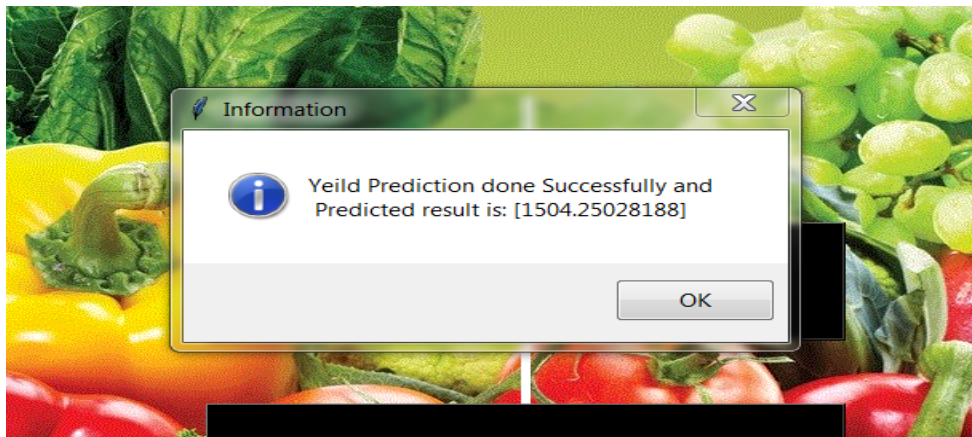 Information
Yeild Prediction done Successfully and
Predicted result is: [1504.25028188]
OK